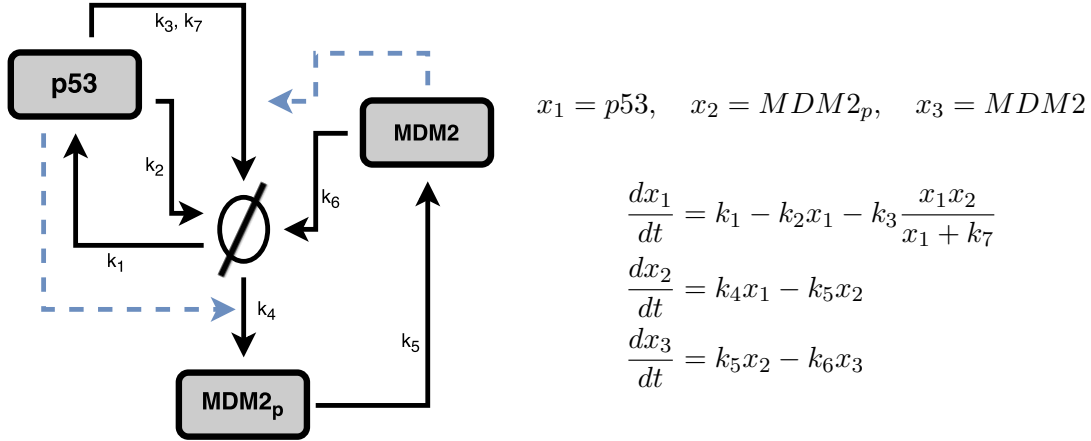 k3, k7
p53
MDM2
k2
k6
k1
k4
k5
MDM2p
x1 = p53, x2 = MDM2p, x3 = MDM2
dx1/dt = k1 − k2x1 − k3 x1x2/(x1 + k7)
dx2/dt = k4x1 − k5x2
dx3/dt = k5x2 − k6x3